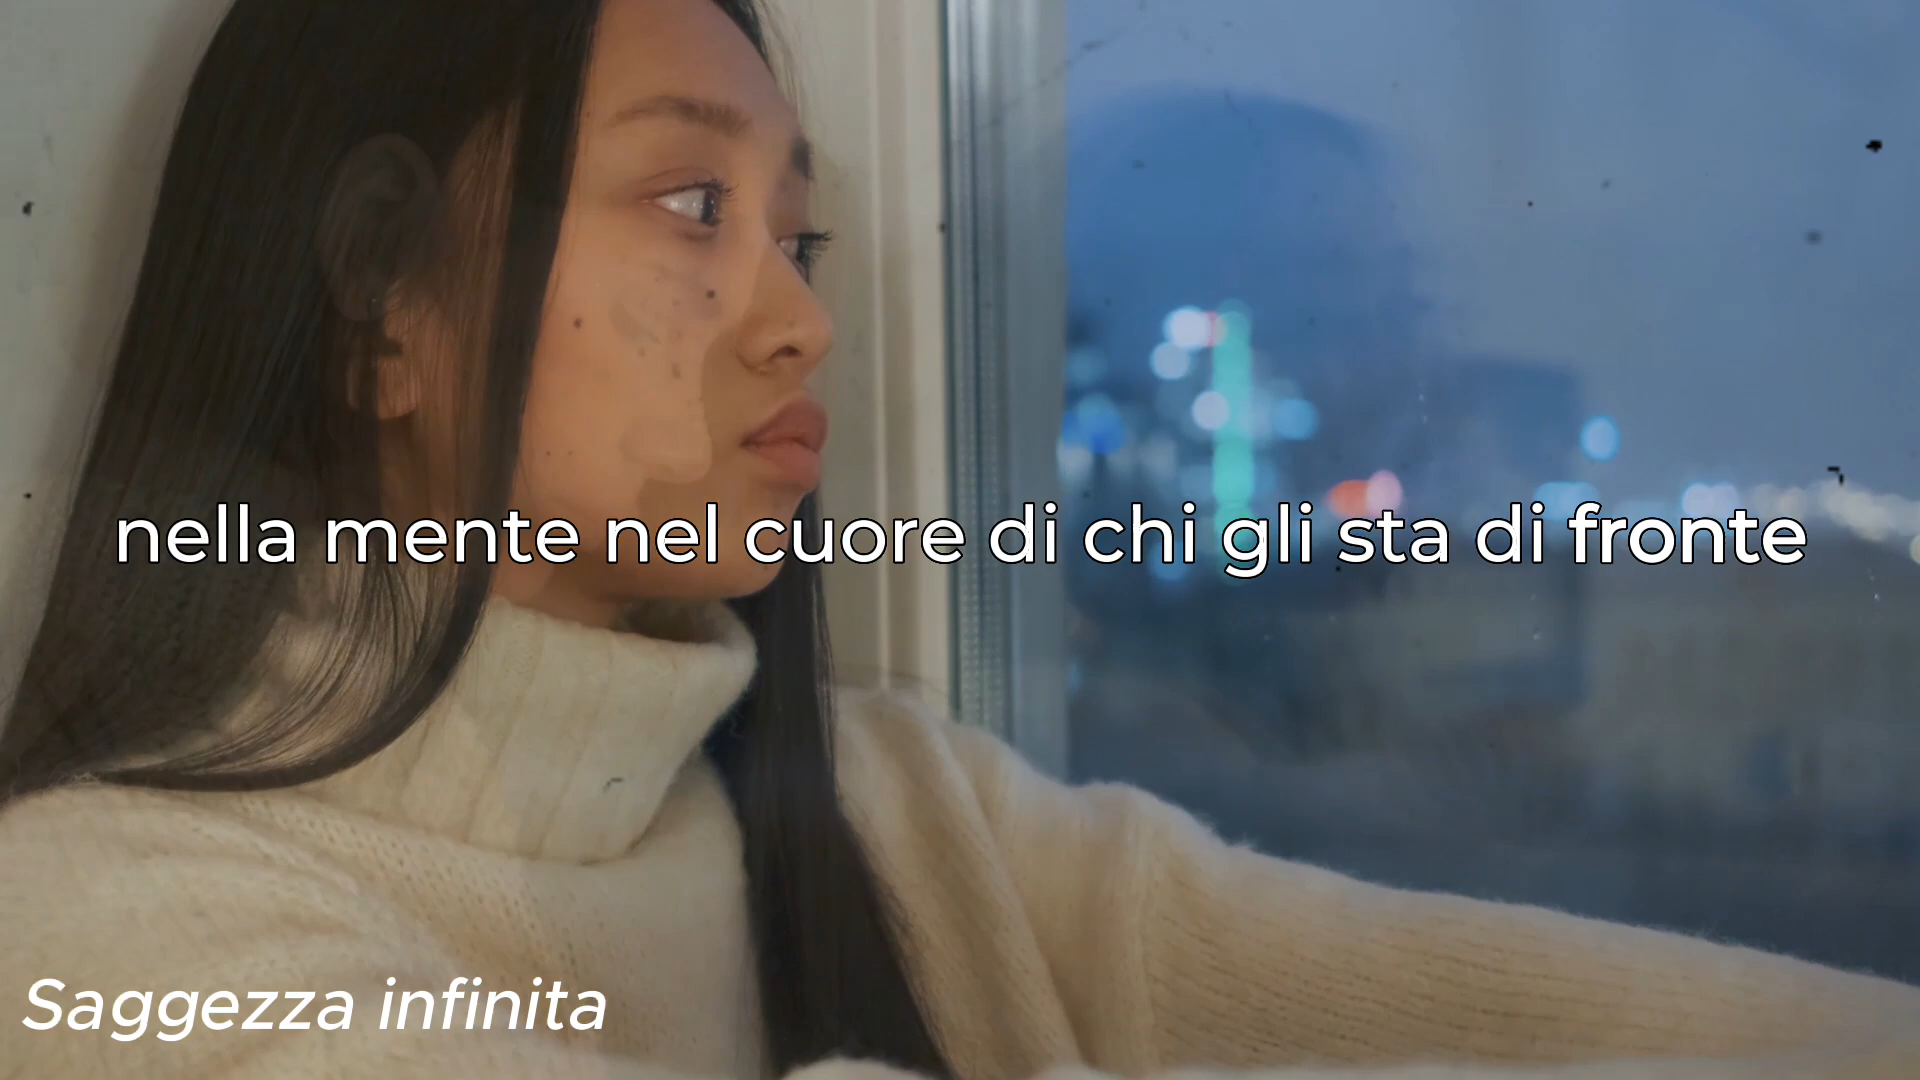 nella mente nel cuore di chi gli sta di fronte
Saggezza infinita